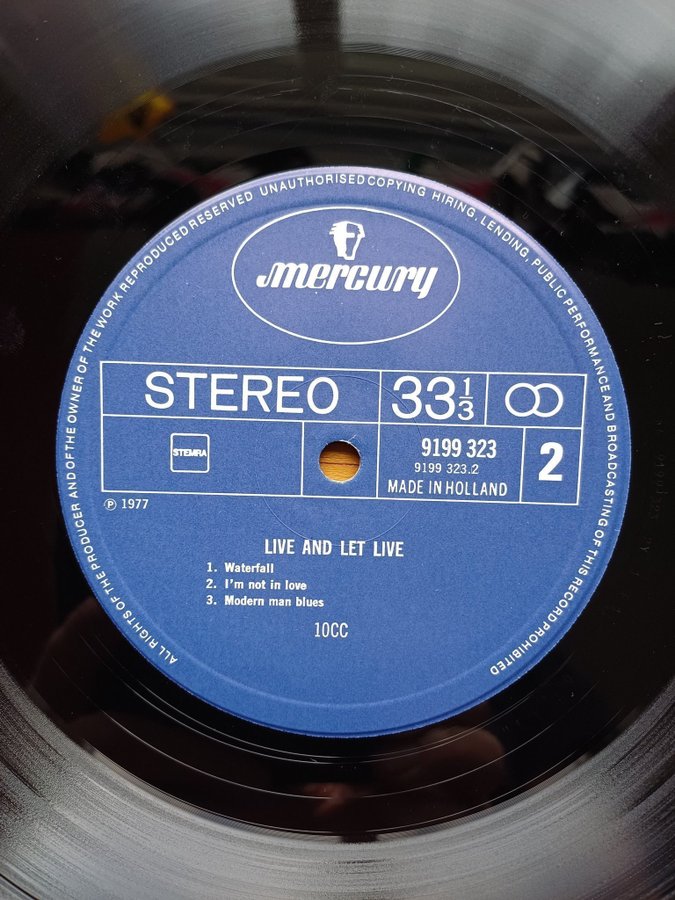 ALL RIGHTS OF THE PRODUCER AND OF THE OWNER OF THE WORK REPRODUCED RESERVED UNAUTHORISED COPYING HIRING, LENDING, PUBLIC PERFORMANCE AND BROADCASTING OF THIS RECORD PROHIBITED
mercury
STEREO 33 1/3
STEMRA
9199 323
9199 323.2
MADE IN HOLLAND
2
℗ 1977
LIVE AND LET LIVE
1. Waterfall
2. I'm not in love
3. Modern man blues
10CC